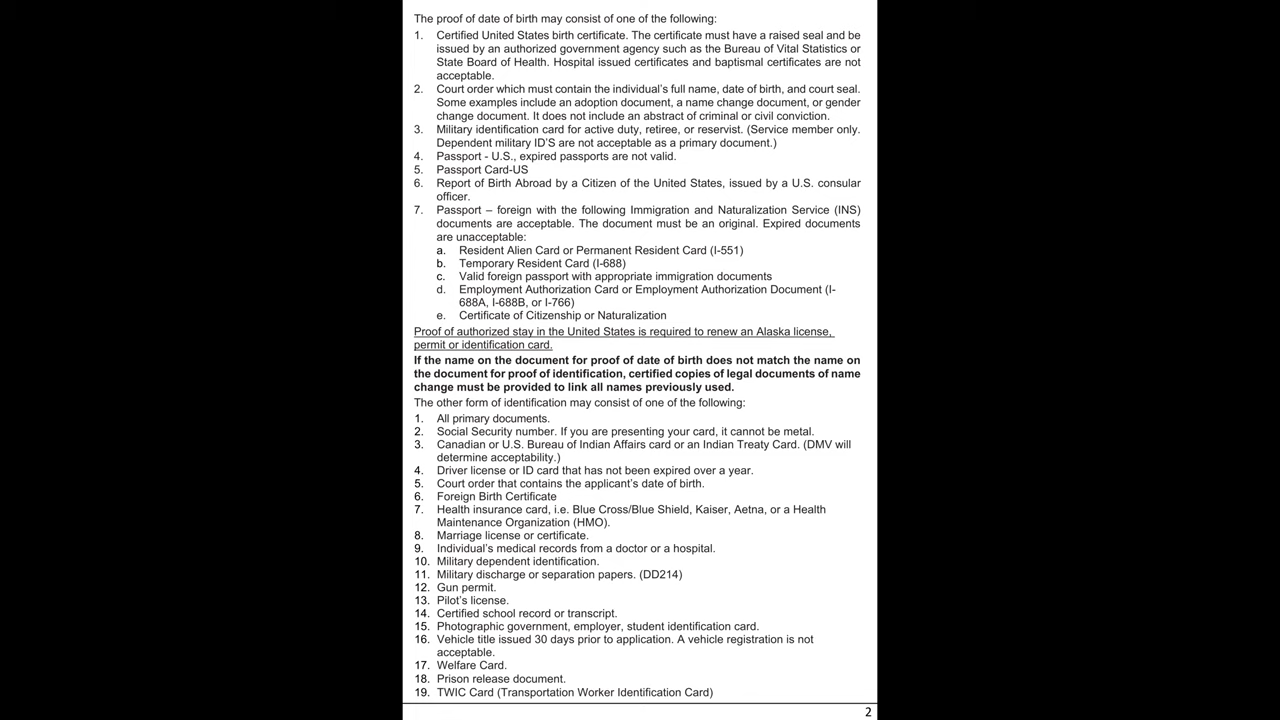 The proof of date of birth may consist of one of the following:
1. Certified United States birth certificate. The certificate must have a raised seal and be
issued by an authorized government agency such as the Bureau of Vital Statistics or
State Board of Health. Hospital issued certificates and baptismal certificates are not
acceptable.
2. Court order which must contain the individual's full name, date of birth, and court seal.
Some examples include an adoption document, a name change document, or gender
change document. It does not include an abstract of criminal or civil conviction.
3. Military identification card for active duty, retiree, or reservist. (Service member only.
Dependent military ID'S are not acceptable as a primary document.)
4. Passport - U.S., expired passports are not valid.
5. Passport Card-US
6. Report of Birth Abroad by a Citizen of the United States, issued by a U.S. consular
officer.
7. Passport – foreign with the following Immigration and Naturalization Service (INS)
documents are acceptable. The document must be an original. Expired documents
are unacceptable:
a. Resident Alien Card or Permanent Resident Card (I-551)
b. Temporary Resident Card (I-688)
c. Valid foreign passport with appropriate immigration documents
d. Employment Authorization Card or Employment Authorization Document (I-
688A, I-688B, or I-766)
e. Certificate of Citizenship or Naturalization
Proof of authorized stay in the United States is required to renew an Alaska license,
permit or identification card.
If the name on the document for proof of date of birth does not match the name on
the document for proof of identification, certified copies of legal documents of name
change must be provided to link all names previously used.
The other form of identification may consist of one of the following:
1. All primary documents.
2. Social Security number. If you are presenting your card, it cannot be metal.
3. Canadian or U.S. Bureau of Indian Affairs card or an Indian Treaty Card. (DMV will
determine acceptability.)
4. Driver license or ID card that has not been expired over a year.
5. Court order that contains the applicant's date of birth.
6. Foreign Birth Certificate
7. Health insurance card, i.e. Blue Cross/Blue Shield, Kaiser, Aetna, or a Health
Maintenance Organization (HMO).
8. Marriage license or certificate.
9. Individual's medical records from a doctor or a hospital.
10. Military dependent identification.
11. Military discharge or separation papers. (DD214)
12. Gun permit.
13. Pilot's license.
14. Certified school record or transcript.
15. Photographic government, employer, student identification card.
16. Vehicle title issued 30 days prior to application. A vehicle registration is not
acceptable.
17. Welfare Card.
18. Prison release document.
19. TWIC Card (Transportation Worker Identification Card)
2